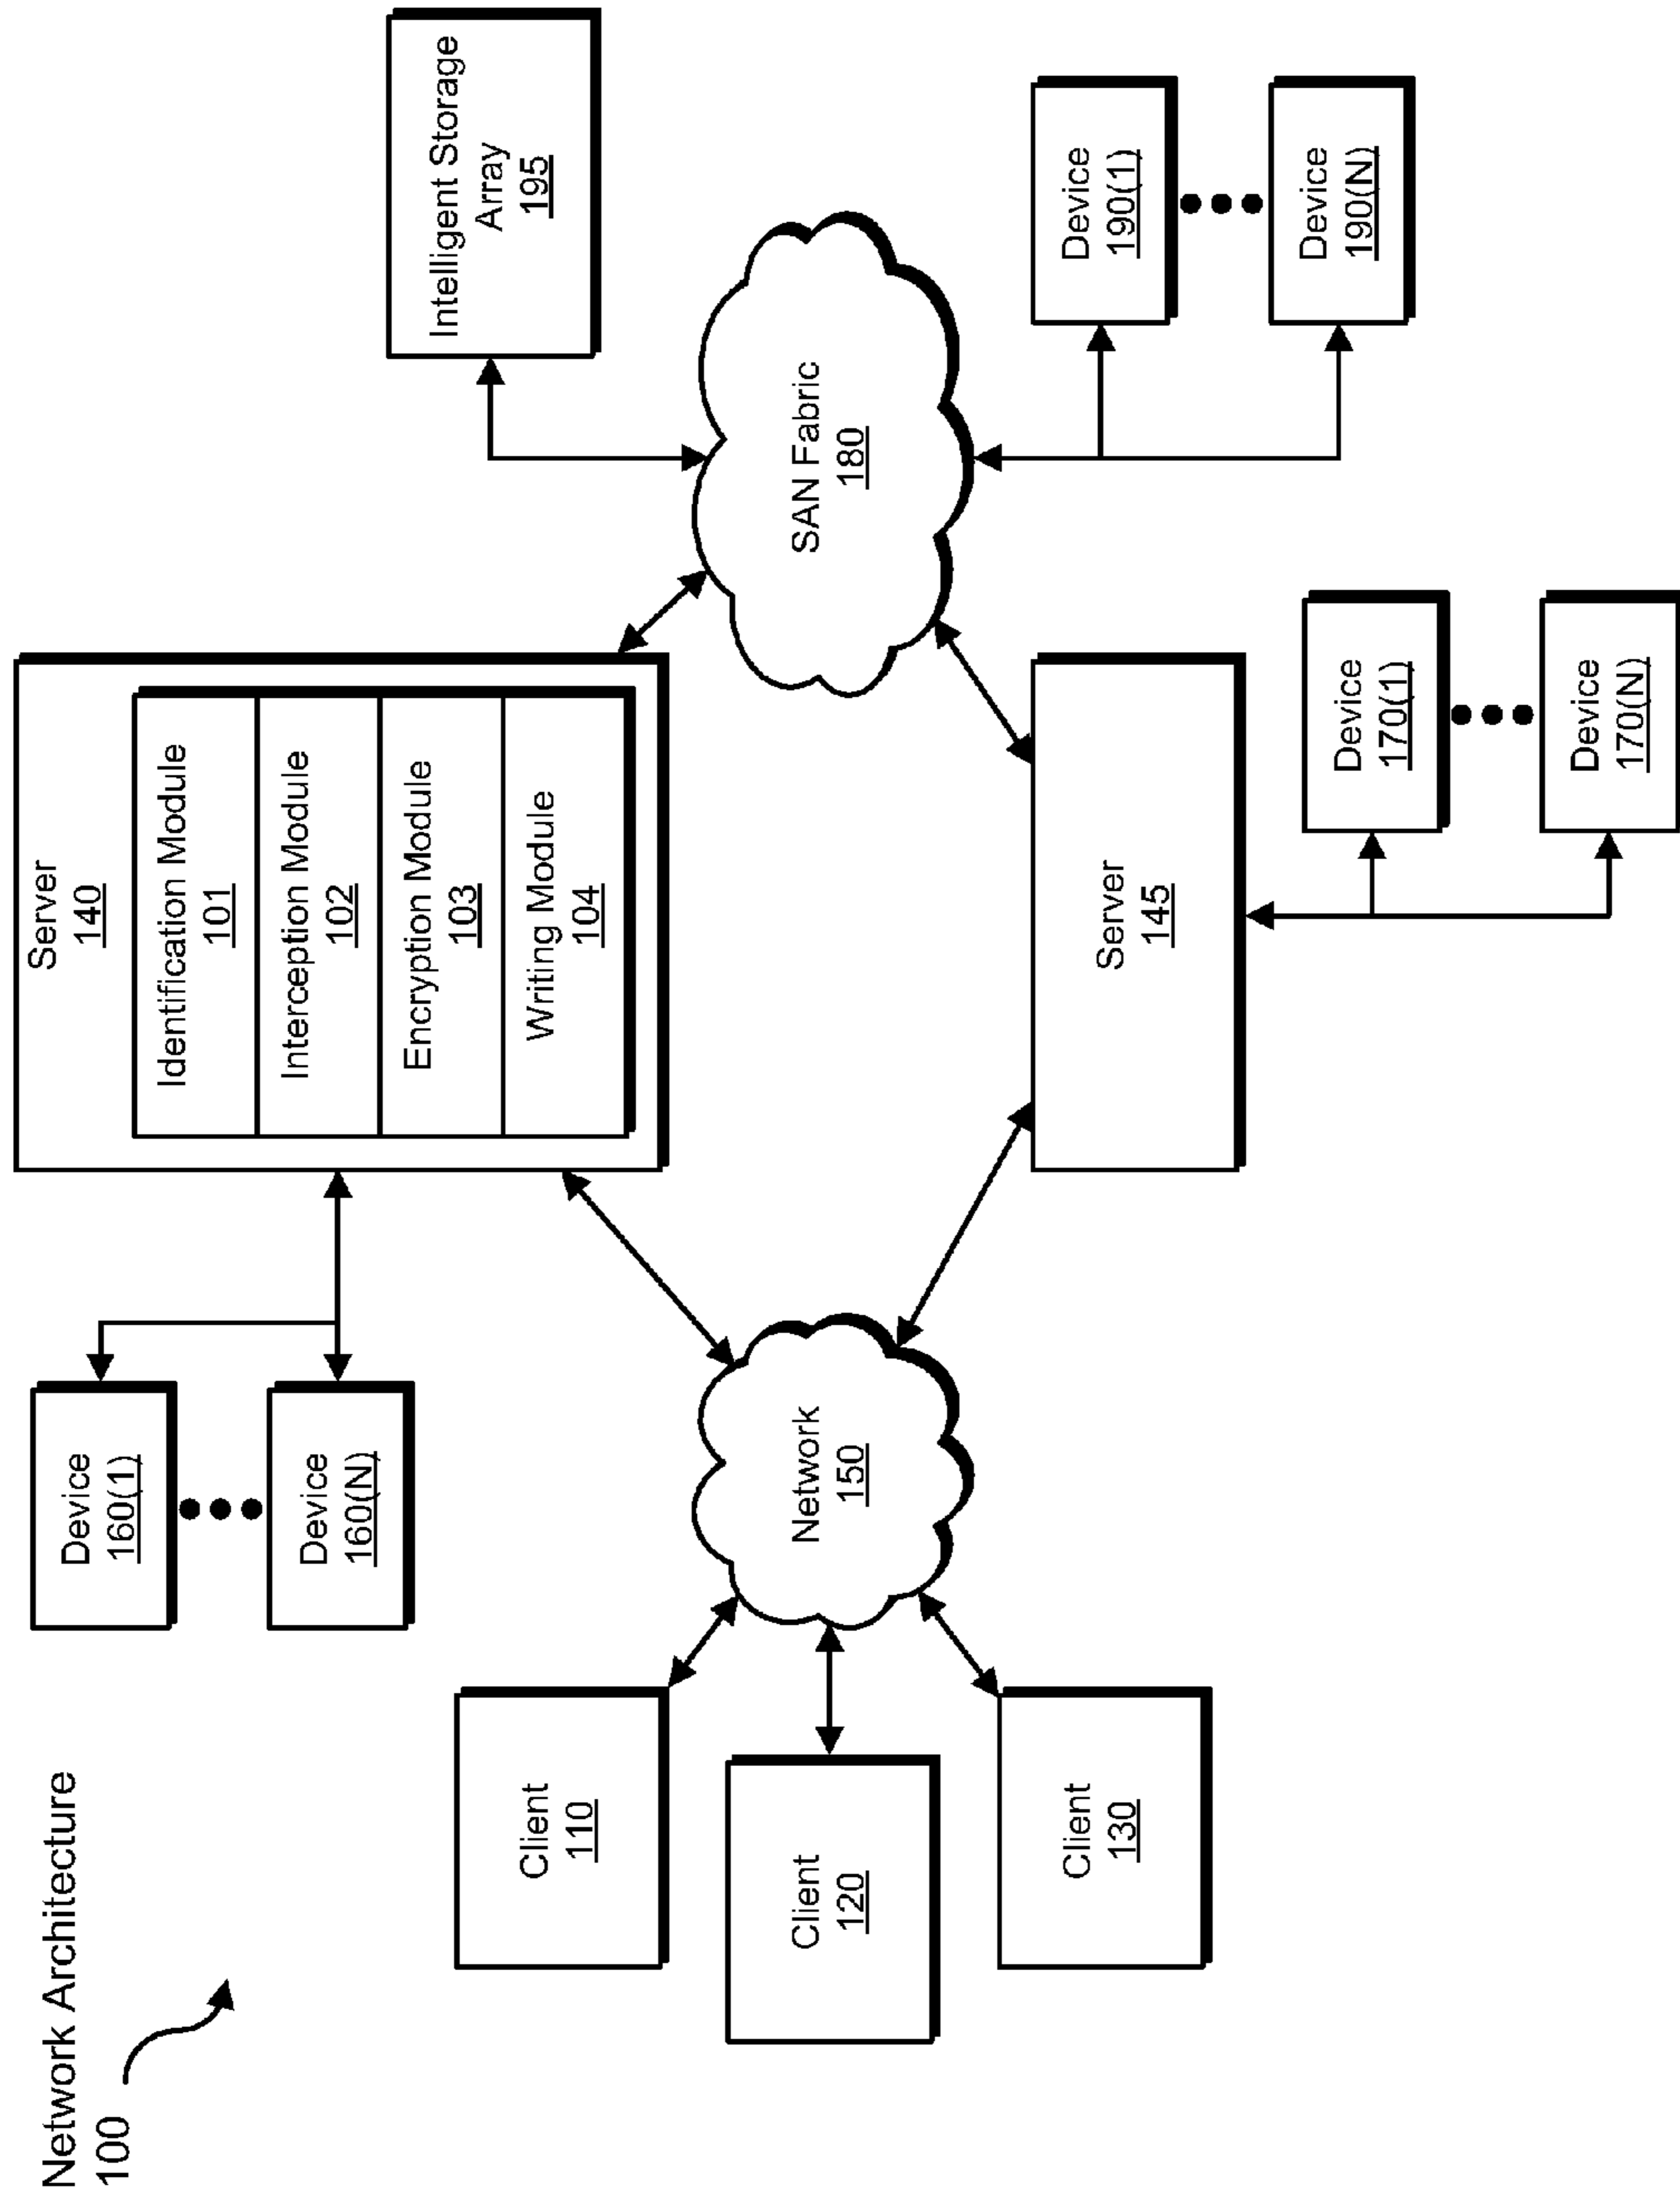 Network Architecture
100
Device
160(1)
Device
160(N)
Server
140
Identification Module
101
Interception Module
102
Encryption Module
103
Writing Module
104
Intelligent Storage
Array
195
Client
110
Client
120
Client
130
Network
150
SAN Fabric
180
Server
145
Device
190(1)
Device
190(N)
Device
170(1)
Device
170(N)